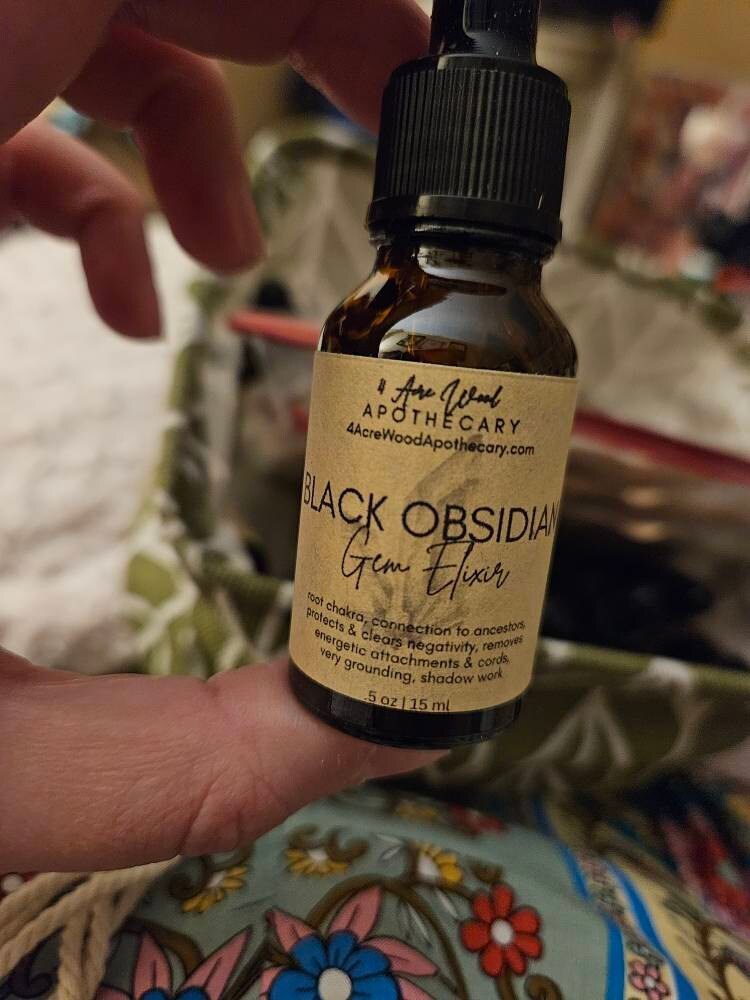 4 Acre Wood
APOTHECARY
4AcreWoodApothecary.com
BLACK OBSIDIAN
Gem Elixir
root chakra, connection to ancestors,
protects & clears negativity, removes
energetic attachments & cords,
very grounding, shadow work
.5 oz | 15 ml